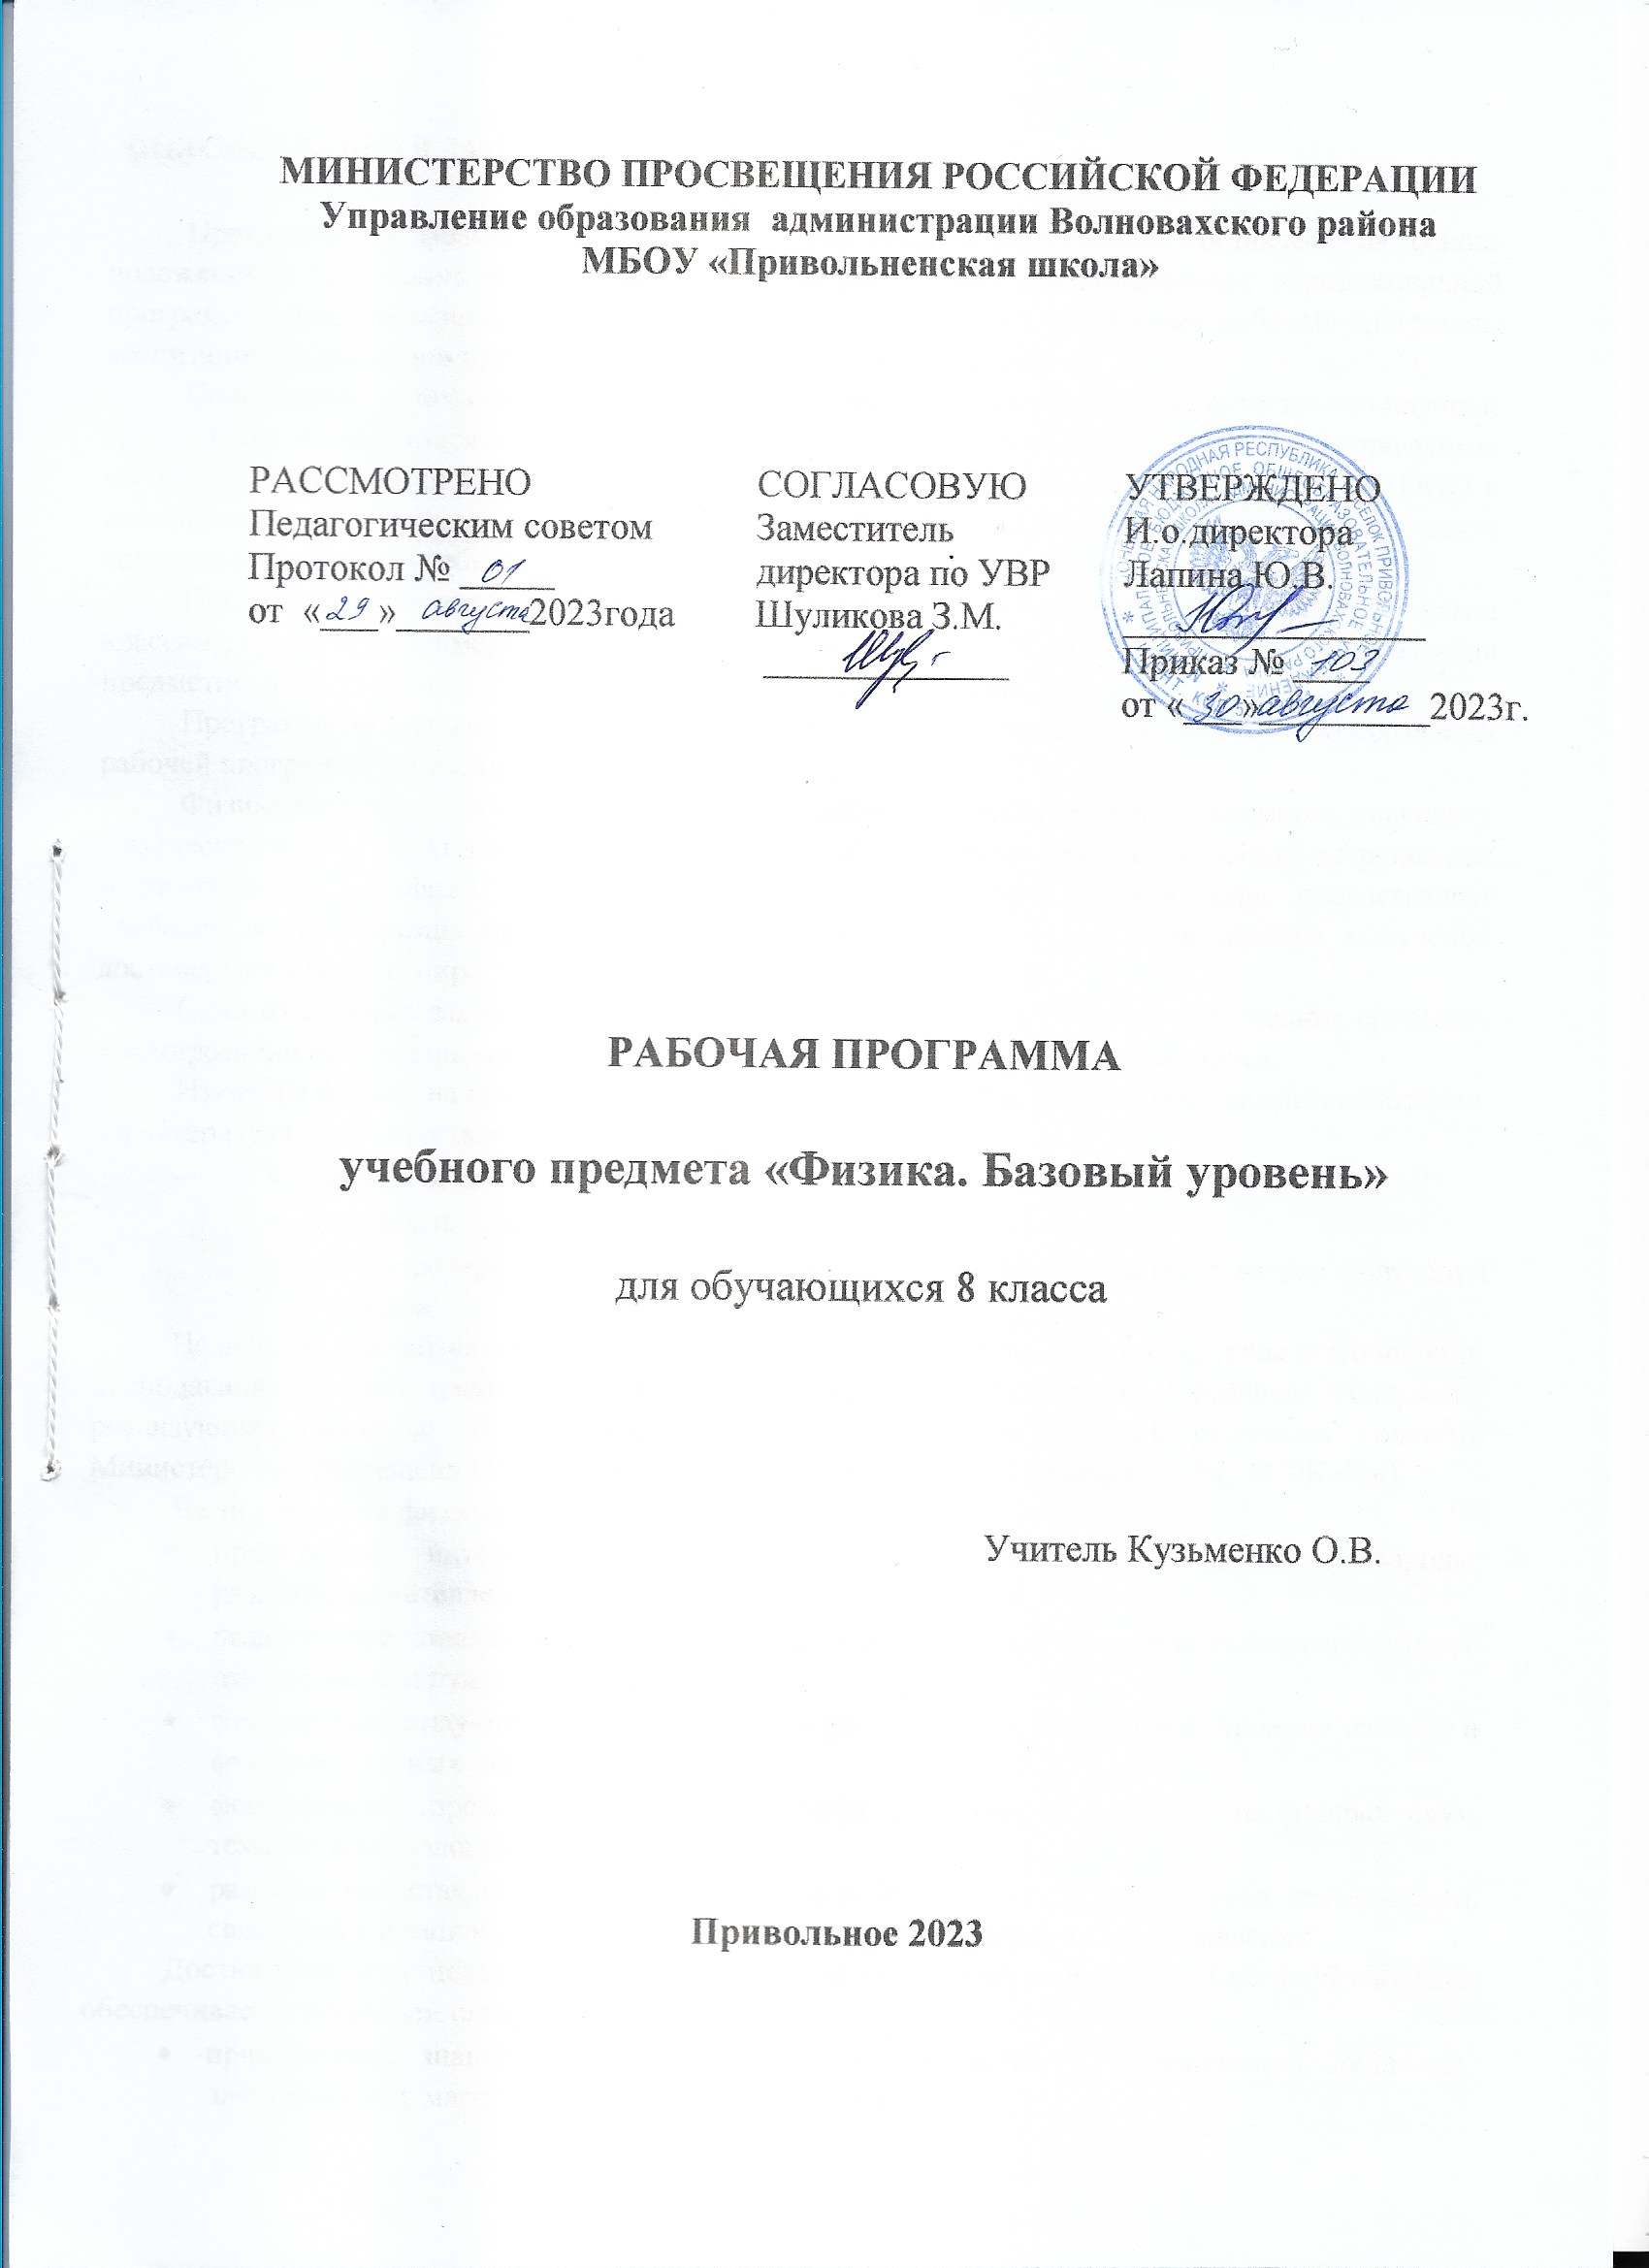 МИНИСТЕРСТВО ПРОСВЕЩЕНИЯ РОССИЙСКОЙ ФЕДЕРАЦИИ
Управление образования администрации Волновахского района
МБОУ «Привольненская школа»
РАССМОТРЕНО
Педагогическим советом
Протокол № 01
от «29» августа 2023года
СОГЛАСОВУЮ
Заместитель
директора по УВР
Шуликова З.М.
УТВЕРЖДЕНО
И.о.директора
Лапина Ю.В.
Приказ № 103
от «30» августа 2023г.
РАБОЧАЯ ПРОГРАММА
учебного предмета «Физика. Базовый уровень»
для обучающихся 8 класса
Учитель Кузьменко О.В.
Привольное 2023